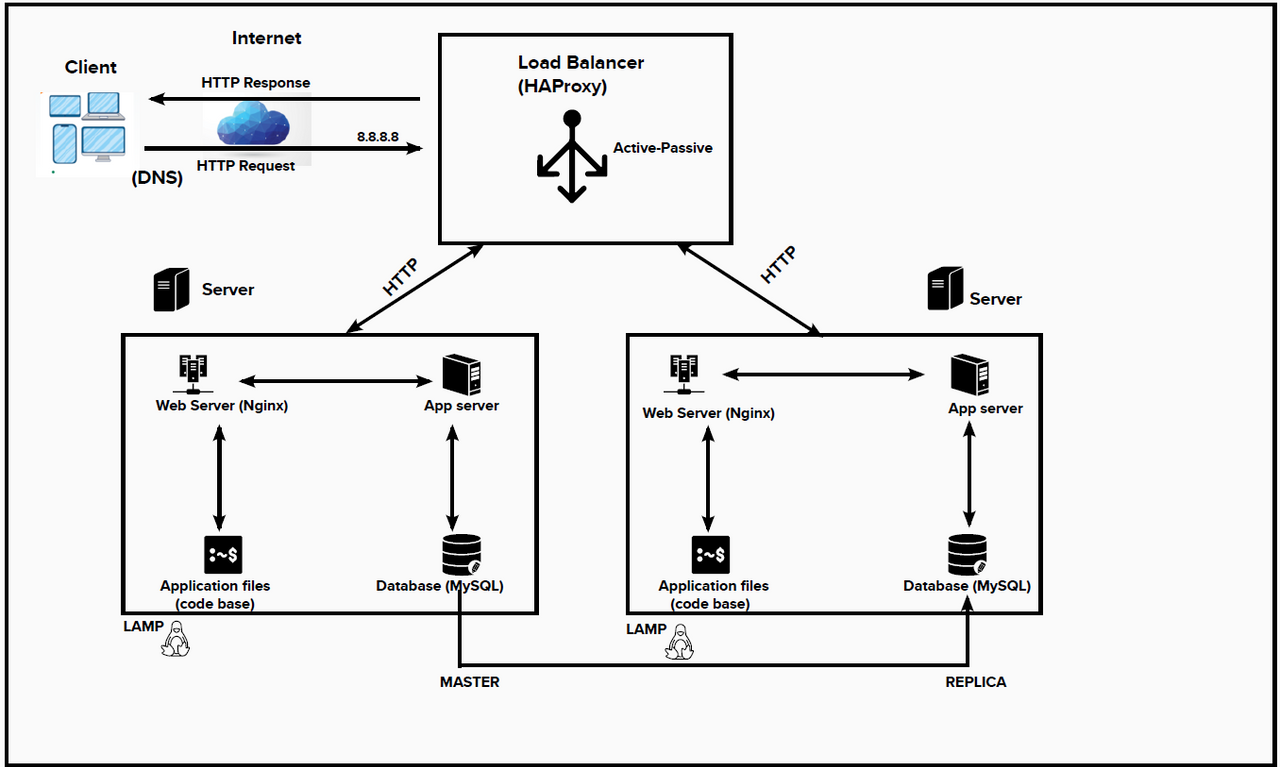 Internet
Client
HTTP Response
8.8.8.8
HTTP Request
(DNS)
Load Balancer
(HAProxy)
Active-Passive
HTTP
HTTP
Server
Server
Web Server (Nginx)
App server
Application files
(code base)
Database (MySQL)
LAMP
Web Server (Nginx)
App server
:~$
:~$
Application files
(code base)
Database (MySQL)
LAMP
MASTER
REPLICA